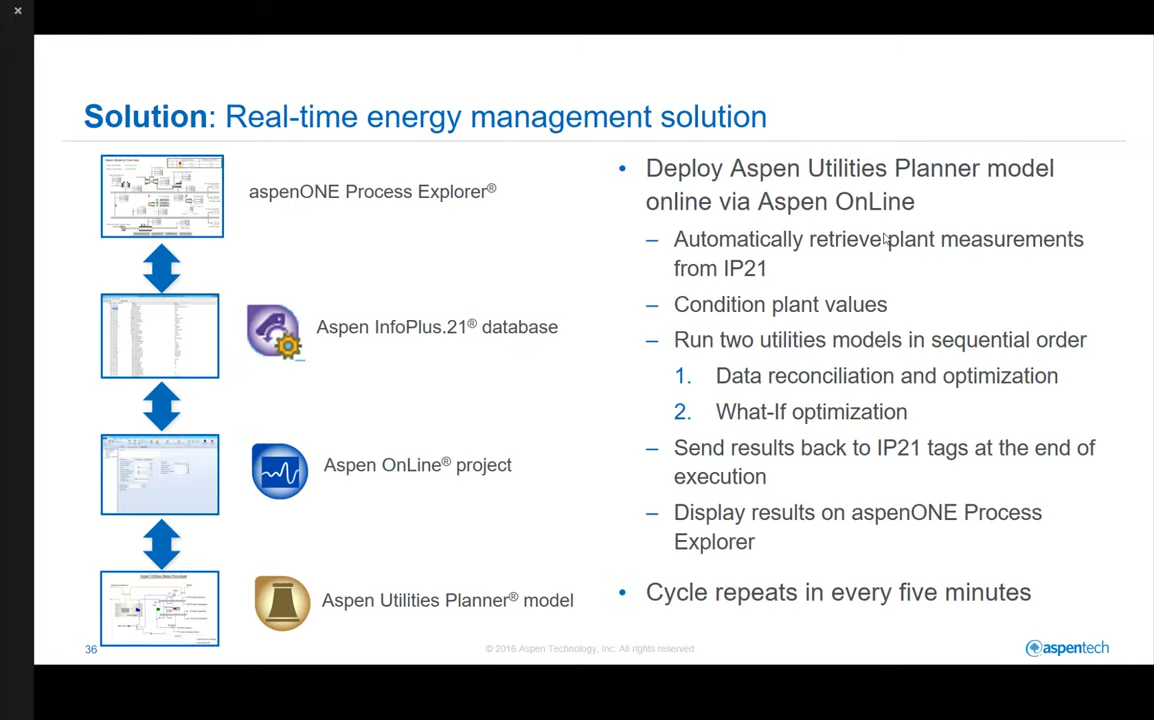 Solution: Real-time energy management solution
aspenONE Process Explorer®
Aspen InfoPlus.21® database
Aspen OnLine® project
Aspen Utilities Planner® model
• Deploy Aspen Utilities Planner model
online via Aspen OnLine
– Automatically retrieve plant measurements
from IP21
– Condition plant values
– Run two utilities models in sequential order
1. Data reconciliation and optimization
2. What-If optimization
– Send results back to IP21 tags at the end of
execution
– Display results on aspenONE Process
Explorer
• Cycle repeats in every five minutes
36
© 2016 Aspen Technology, Inc. All rights reserved.
aspentech